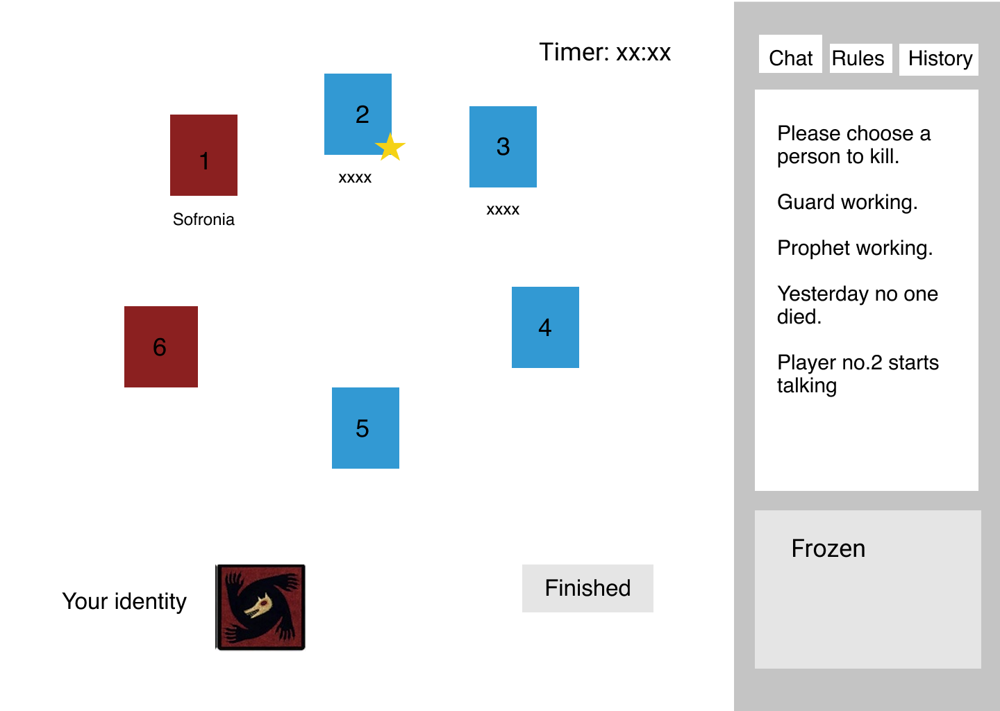 Timer: xx:xx
1
Sofronia
2
xxxx
3
xxxx
6
4
5
Your identity
Finished
Chat
Rules
History
Please choose a
person to kill.
Guard working.
Prophet working.
Yesterday no one
died.
Player no.2 starts
talking
Frozen